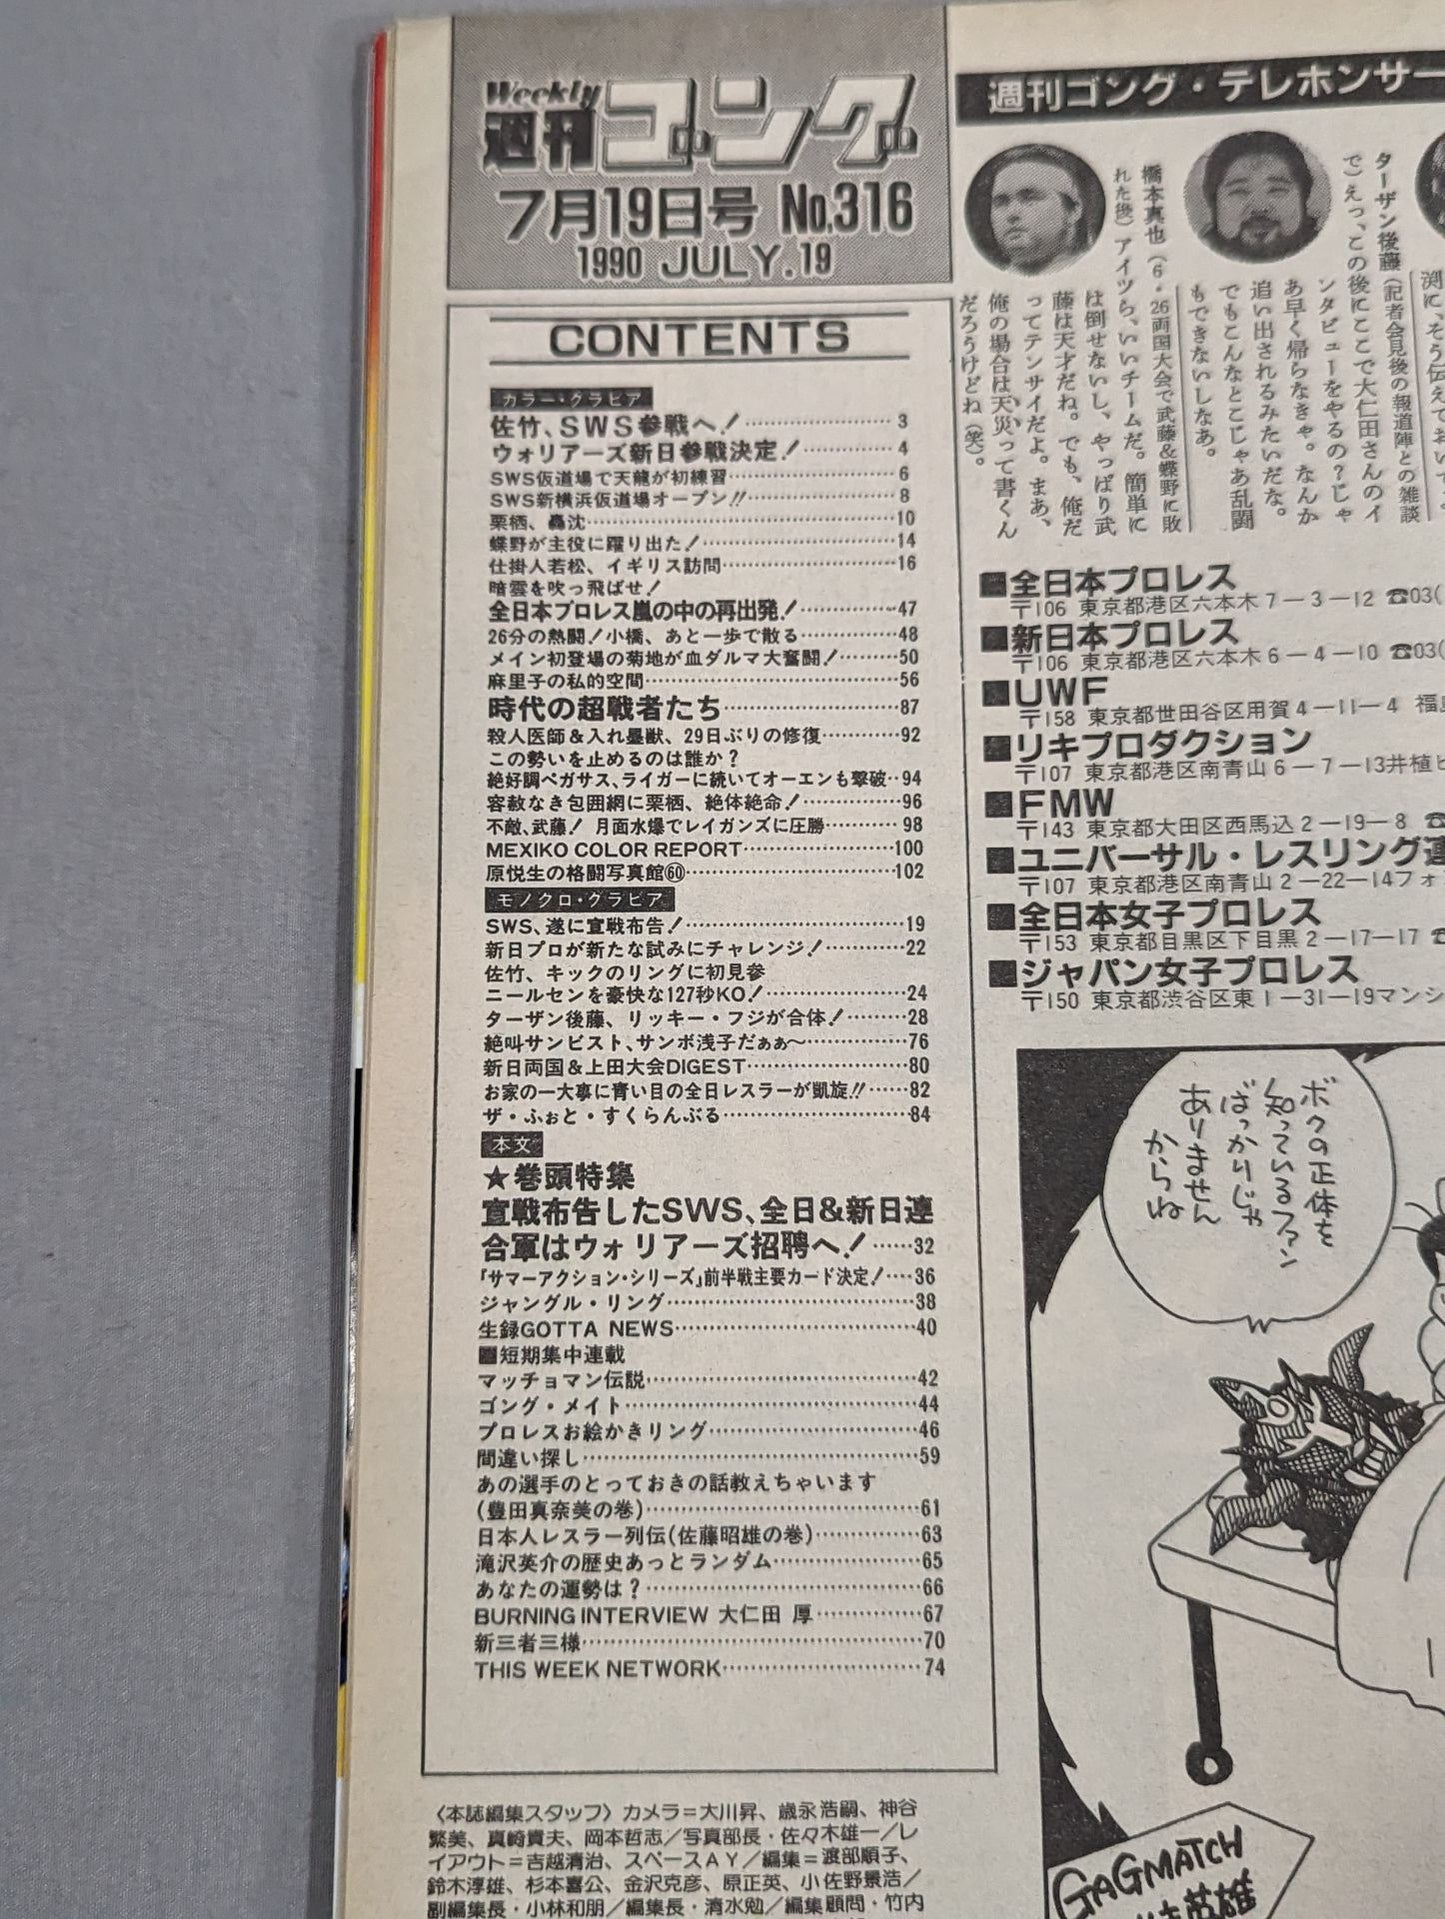 Weekly
週刊ゴング
7月19日号 No.316
1990 JULY.19
CONTENTS
カラー・グラビア
佐竹、SWS参戦へ!……3
ウォリアーズ新日参戦決定!……4
SWS仮道場で天龍が初練習……6
SWS新横浜仮道場オープン!!……8
栗栖、轟沈……10
蝶野が主役に躍り出た!……14
仕掛人若松、イギリス訪問……16
暗雲を吹っ飛ばせ!
全日本プロレス嵐の中の再出発!……47
26分の熱闘!小橋、あと一歩で散る……48
メイン初登場の菊地が血ダルマ大奮闘!……50
麻里子の私的空間……56
時代の超戦者たち……87
殺人医師&入れ墨獣、29日ぶりの修復……92
この勢いを止めるのは誰か?
絶好調ペガサス、ライガーに続いてオーエンも撃破‥94
容赦なき包囲網に栗栖、絶体絶命!……96
不敵、武藤! 月面水爆でレイガンズに圧勝……98
MEXIKO COLOR REPORT……100
原悦生の格闘写真館㊿……102
モノクロ・グラビア
SWS、遂に宣戦布告!……19
新日プロが新たな試みにチャレンジ!……22
佐竹、キックのリングに初見参
ニールセンを豪快な127秒KO!……24
ターザン後藤、リッキー・フジが合体!……28
絶叫サンビスト、サンボ浅子だぁぁ〜……76
新日両国&上田大会DIGEST……80
お家の一大事に青い目の全日レスラーが凱旋!!……82
ザ・ふぉと・すくらんぶる……84
本文
★巻頭特集
宣戦布告したSWS、全日&新日連
合軍はウォリアーズ招聘へ!……32
「サマーアクション・シリーズ」前半戦主要カード決定!‥‥36
ジャングル・リング……38
生録GOTTA NEWS……40
■短期集中連載
マッチョマン伝説……42
ゴング・メイト……44
プロレスお絵かきリング……46
間違い探し……59
あの選手のとっておきの話教えちゃいます
(豊田真奈美の巻)……61
日本人レスラー列伝(佐藤昭雄の巻)……63
滝沢英介の歴史あっとランダム……65
あなたの運勢は?……66
BURNING INTERVIEW 大仁田 厚……67
新三者三様……70
THIS WEEK NETWORK……74
〈本誌編集スタッフ〉カメラ=大川昇、歳永浩嗣、神谷
繁美、真崎貴夫、岡本哲志/写真部長・佐々木雄一/レ
イアウト=吉越清治、スペースAY/編集=渡部順子、
鈴木淳雄、杉本喜公、金沢克彦、原正英、小佐野景浩/
副編集長・小林和朋/編集長・清水勉/編集顧問・竹内
週刊ゴング・テレホンサー
橋本真也(6・26両国大会で武藤&蝶野に敗
れた後)アイツら、いいチームだ。簡単に
は倒せないし、やっぱり武
藤は天才だね。でも、俺だ
ってテンサイだよ。まあ、
俺の場合は天災って書くん
だろうけどね(笑)。
ターザン後藤(記者会見後の報道陣との雑談
で)えっ、この後にここで大仁田さんのイ
ンタビューをやるの?じゃ
あ早く帰らなきゃ。なんか
追い出されるみたいだな。
でもこんなとこじゃあ乱闘
もできないしなあ。
渕に、そう伝えておいて
■全日本プロレス
〒106 東京都港区六本木7−3−12 ☎03(
■新日本プロレス
〒106 東京都港区六本木6−4−10 ☎03(
■UWF
〒158 東京都世田谷区用賀4−11−4 福
■リキプロダクション
〒107 東京都港区南青山6−7−13井植ビ
■FMW
〒143 東京都大田区西馬込2−19−8 ☎
■ユニバーサル・レスリング連
〒107 東京都港区南青山2−22−14フォ
■全日本女子プロレス
〒153 東京都目黒区下目黒2−17−17 ☎
■ジャパン女子プロレス
〒150 東京都渋谷区東1−31−19マンシ
ボクの正体を
知っているファン
ばっかりじゃ
ありません
からね
GAGMATCH
英雄